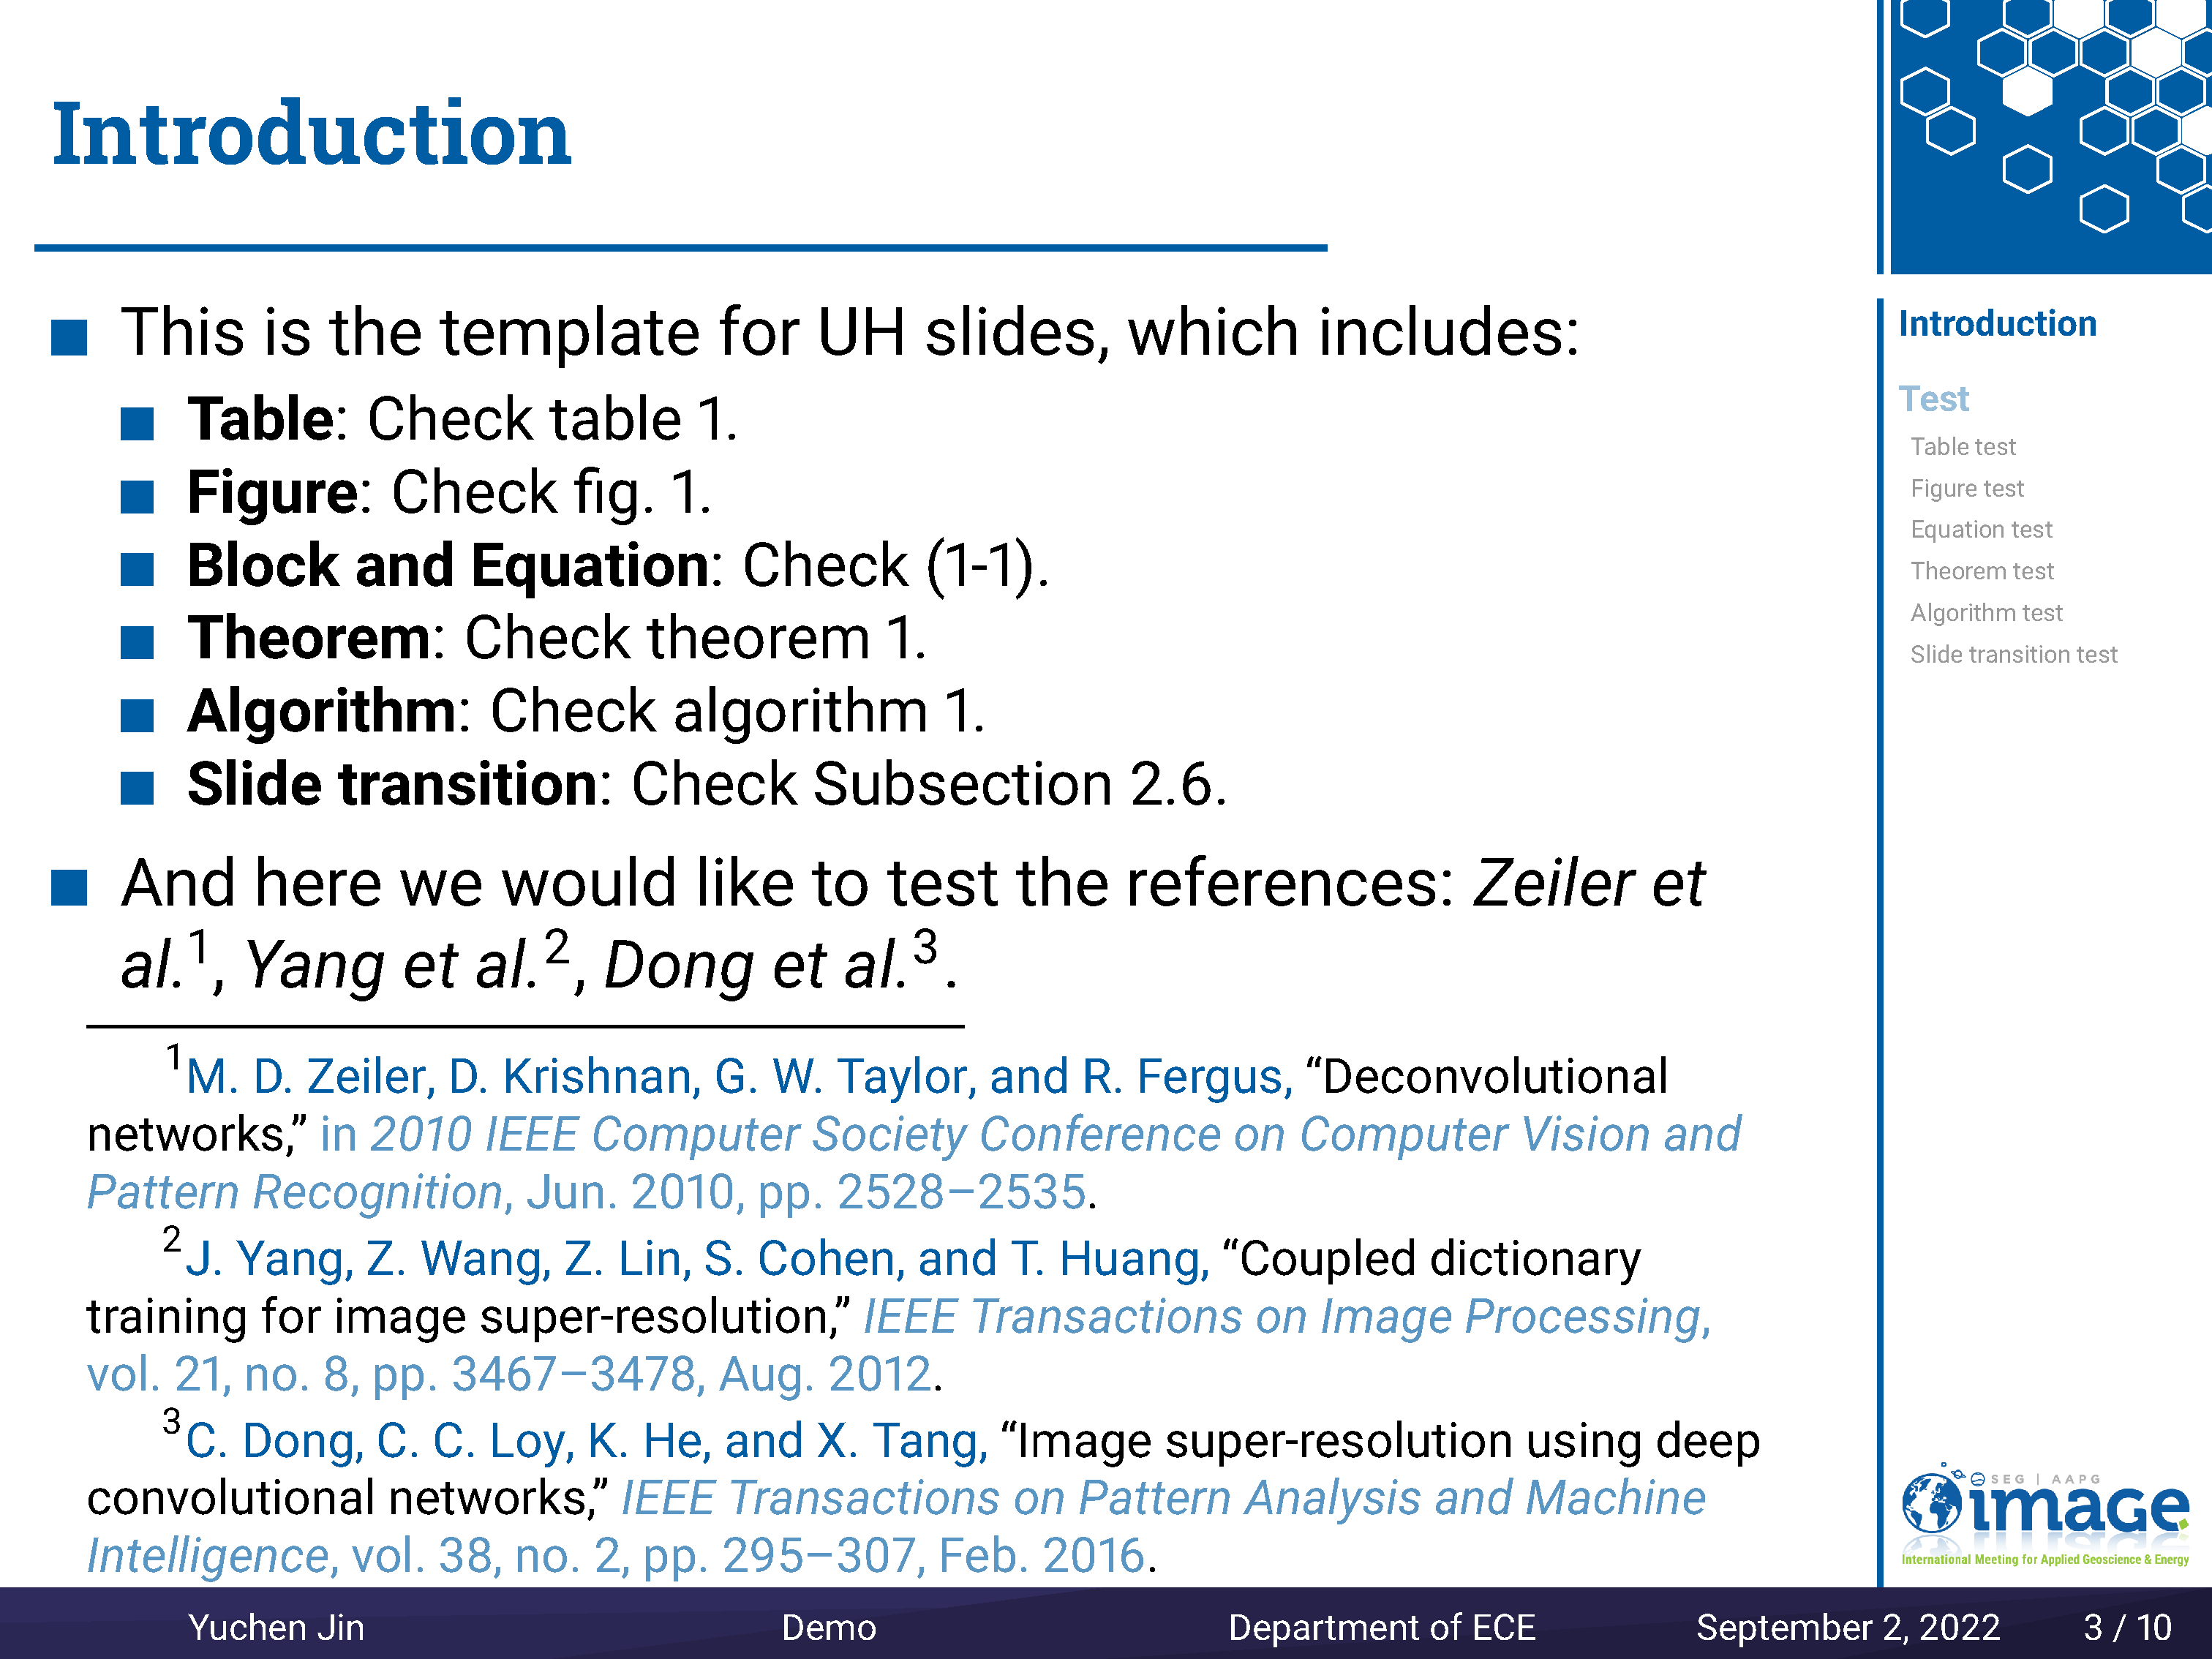 Introduction
This is the template for UH slides, which includes:
Table: Check table 1.
Figure: Check fig. 1.
Block and Equation: Check (1-1).
Theorem: Check theorem 1.
Algorithm: Check algorithm 1.
Slide transition: Check Subsection 2.6.
And here we would like to test the references: Zeiler et
al.1, Yang et al.2, Dong et al.3.
1M. D. Zeiler, D. Krishnan, G. W. Taylor, and R. Fergus, “Deconvolutional
networks,” in 2010 IEEE Computer Society Conference on Computer Vision and
Pattern Recognition, Jun. 2010, pp. 2528–2535.
2J. Yang, Z. Wang, Z. Lin, S. Cohen, and T. Huang, “Coupled dictionary
training for image super-resolution,” IEEE Transactions on Image Processing,
vol. 21, no. 8, pp. 3467–3478, Aug. 2012.
3C. Dong, C. C. Loy, K. He, and X. Tang, “Image super-resolution using deep
convolutional networks,” IEEE Transactions on Pattern Analysis and Machine
Intelligence, vol. 38, no. 2, pp. 295–307, Feb. 2016.
Introduction
Test
Table test
Figure test
Equation test
Theorem test
Algorithm test
Slide transition test
SEG | AAPG
image
International Meeting for Applied Geoscience & Energy
Yuchen Jin Demo Department of ECE September 2, 2022 3 / 10